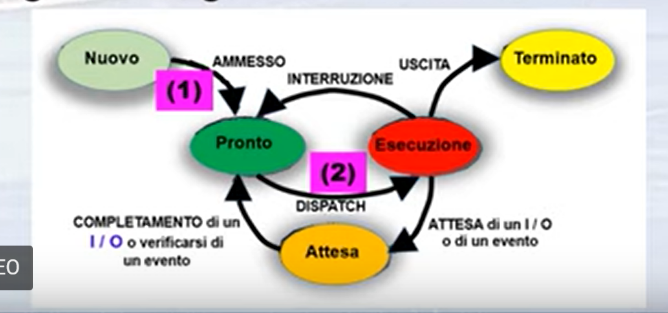 Nuovo
AMMESSO
USCITA
Terminato
(1)
INTERRUZIONE
Pronto
Esecuzione
(2)
DISPATCH
COMPLETAMENTO di un
I / O o verificarsi di
un evento
Attesa
ATTESA di un I / O
o di un evento
EO